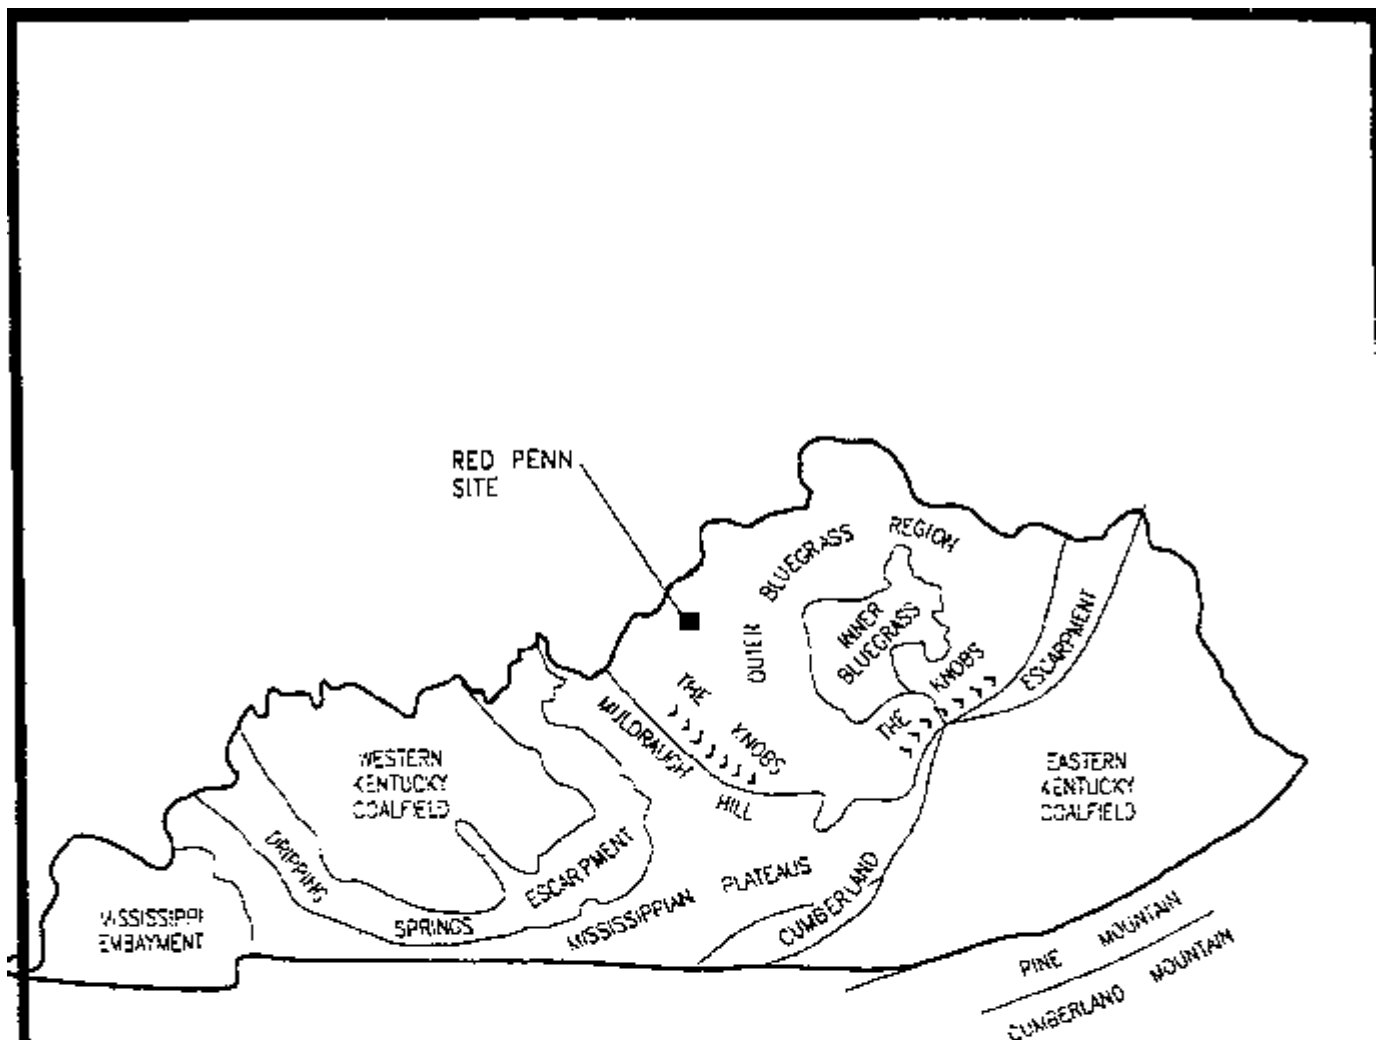 RED PENN
SITE
OUTER BLUEGRASS REGION
INNER
BLUEGRASS
THE KNOBS
THE KNOBS
ESCARPMENT
MULDRAUGH HILL
WESTERN
KENTUCKY
COALFIELD
EASTERN
KENTUCKY
COALFIELD
DRIPPING SPRINGS ESCARPMENT
MISSISSIPPIAN PLATEAUS
CUMBERLAND
MISSISSIPPI
EMBAYMENT
PINE MOUNTAIN
CUMBERLAND MOUNTAIN